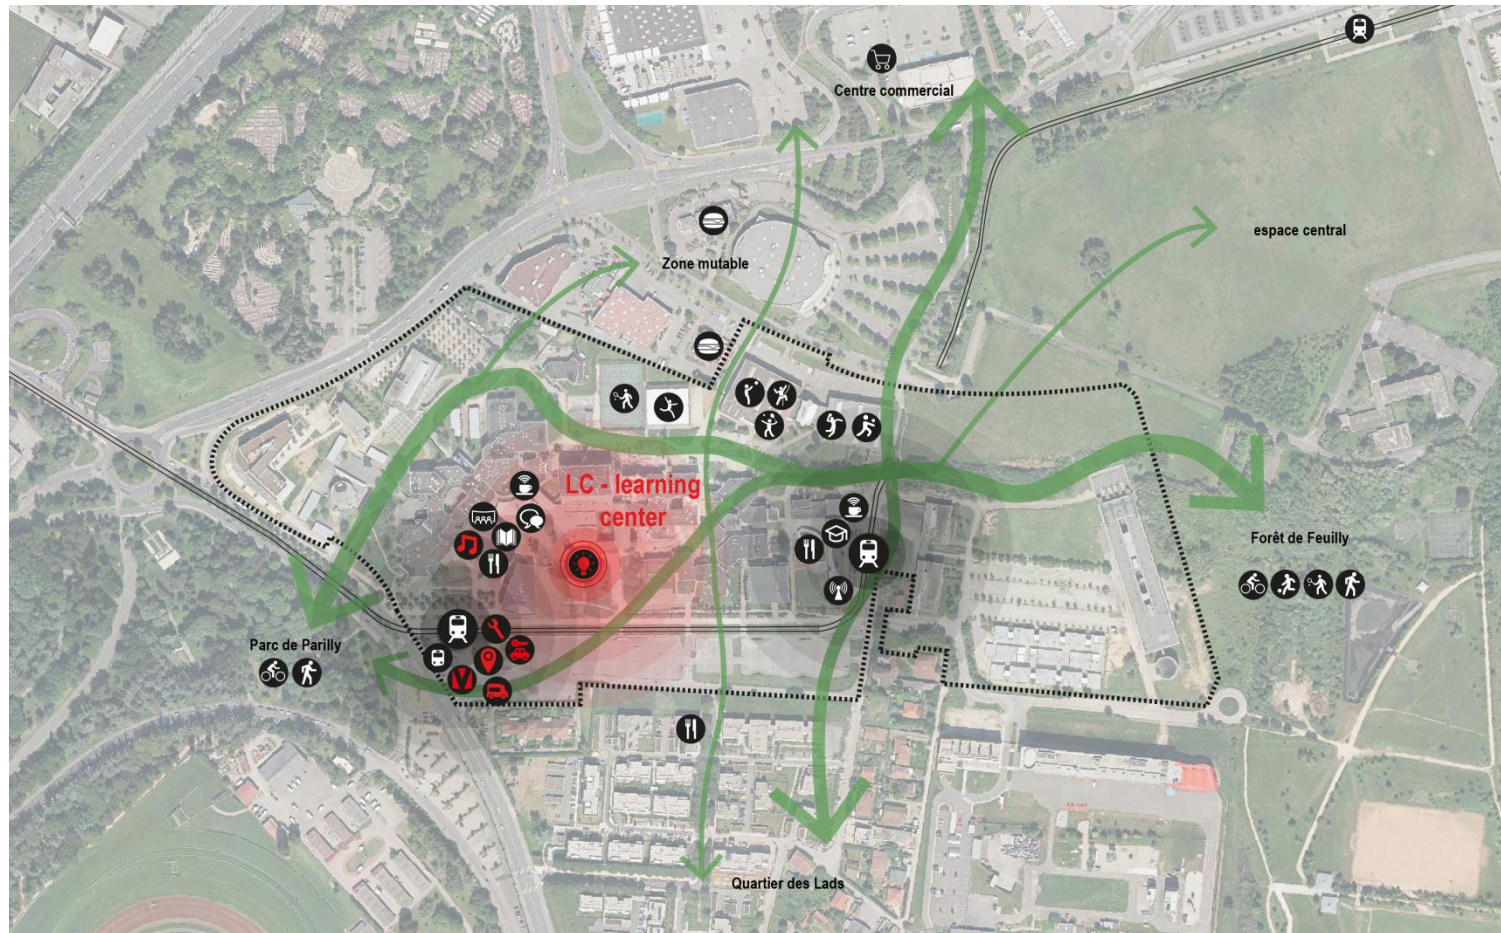 Centre commercial
espace central
Zone mutable
LC - learning
center
Forêt de Feuilly
Parc de Parilly
Quartier des Lads